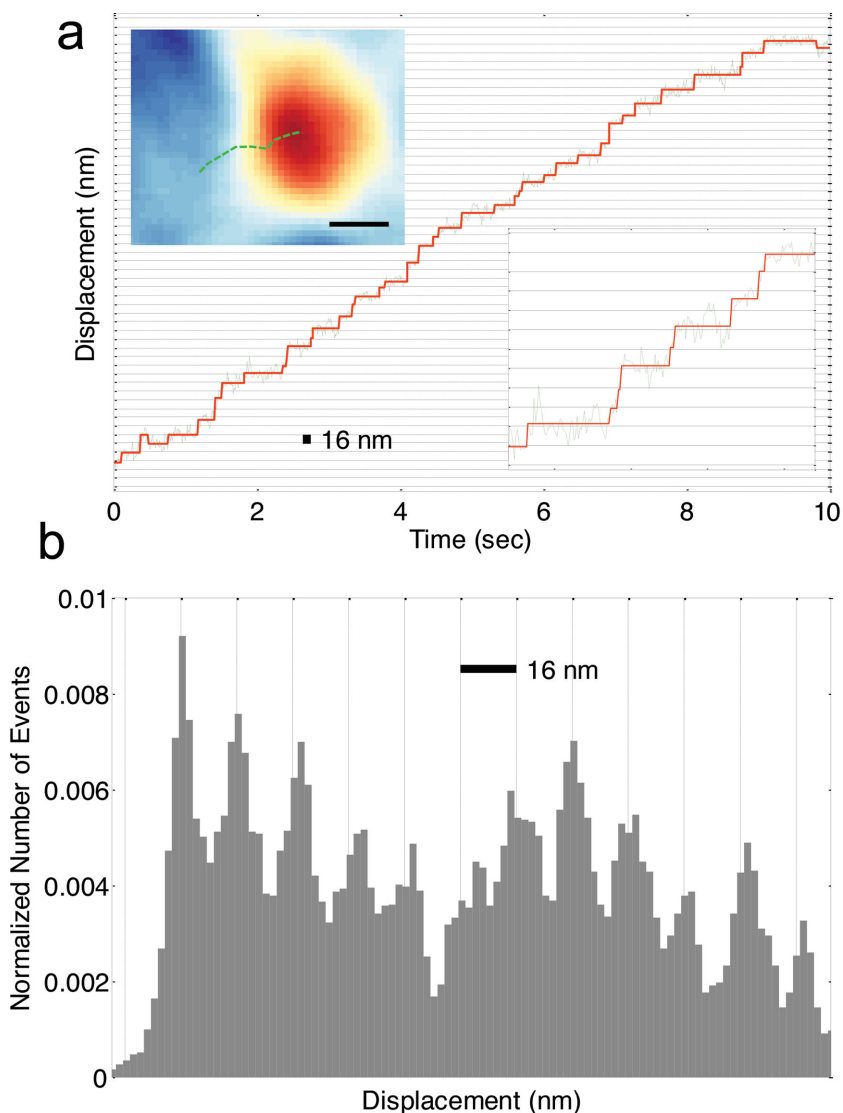 a
Displacement (nm)
16 nm
0 2 4 6 8 10
Time (sec)
b
0.01
0.008
0.006
0.004
0.002
0
Normalized Number of Events
16 nm
Displacement (nm)